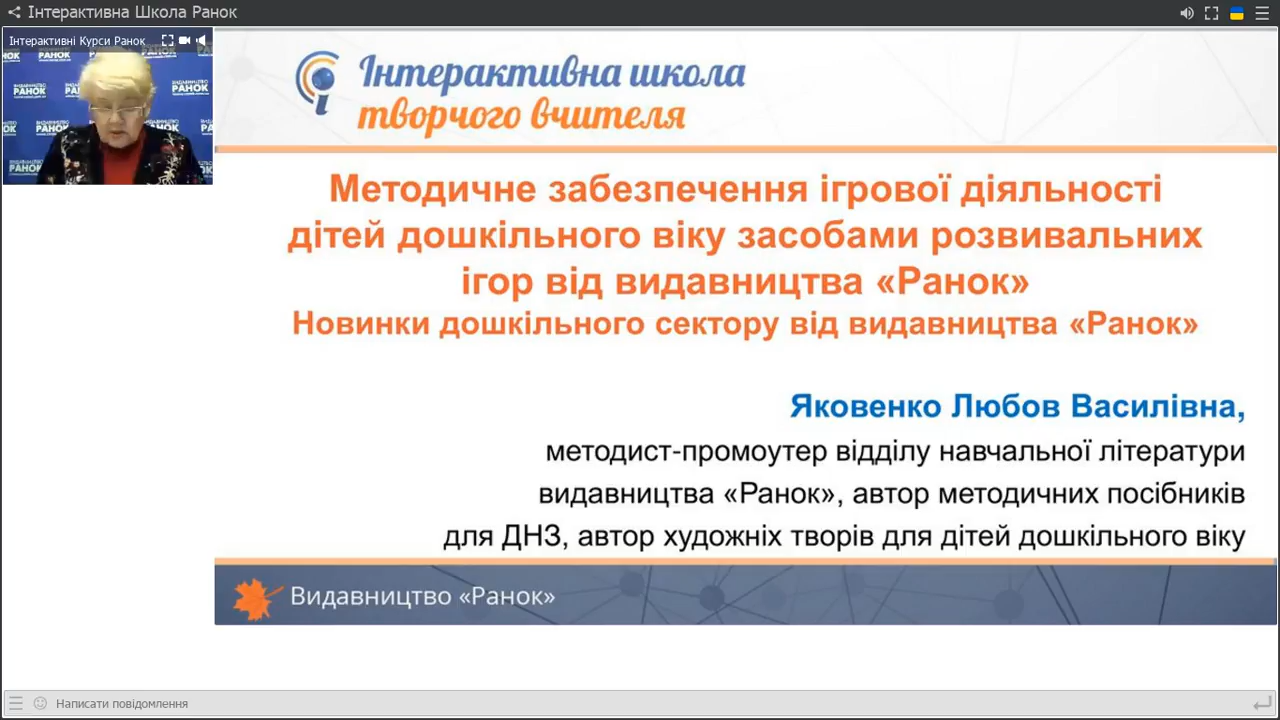 Інтерактивна Школа Ранок
Інтерактивні Курси Ранок
ВИДАВНИЦТВО
РАНОК
Інтерактивна школа
творчого вчителя
Методичне забезпечення ігрової діяльності
дітей дошкільного віку засобами розвивальних
ігор від видавництва «Ранок»
Новинки дошкільного сектору від видавництва «Ранок»
Яковенко Любов Василівна,
методист-промоутер відділу навчальної літератури
видавництва «Ранок», автор методичних посібників
для ДНЗ, автор художніх творів для дітей дошкільного віку
Видавництво «Ранок»
Написати повідомлення